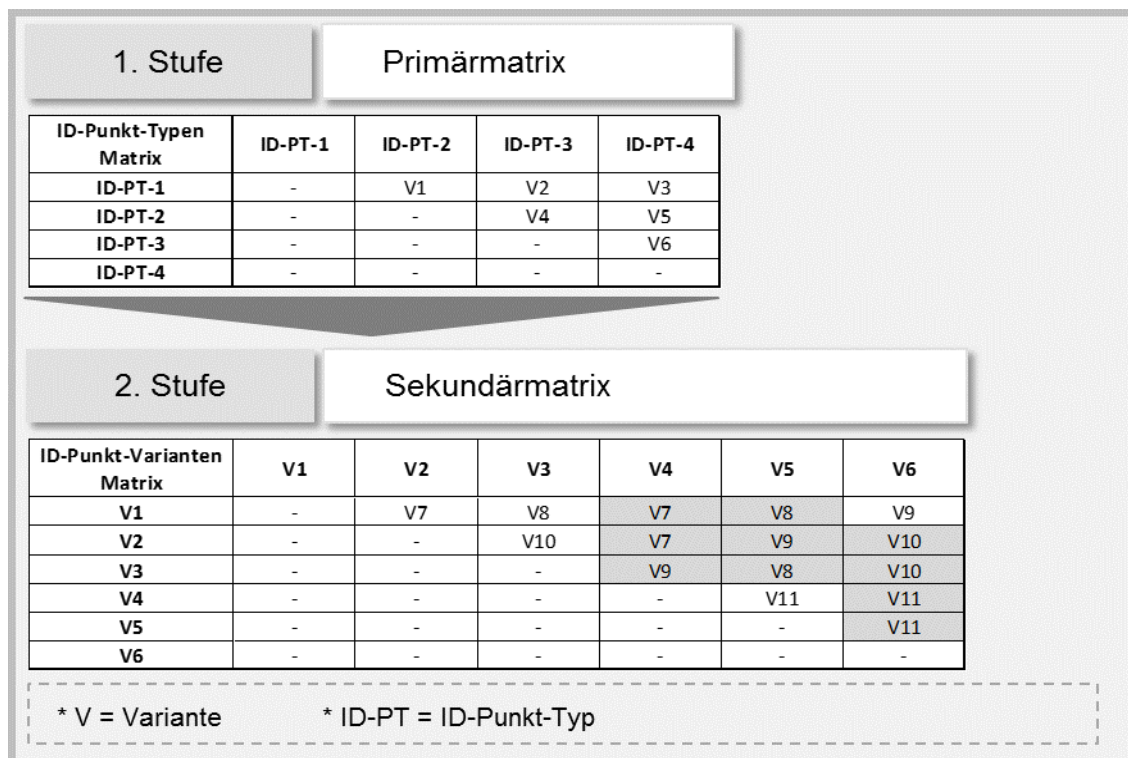 1. Stufe Primärmatrix
ID-Punkt-Typen Matrix ID-PT-1 ID-PT-2 ID-PT-3 ID-PT-4
ID-PT-1 - V1 V2 V3
ID-PT-2 - - V4 V5
ID-PT-3 - - - V6
ID-PT-4 - - - -
2. Stufe Sekundärmatrix
ID-Punkt-Varianten Matrix V1 V2 V3 V4 V5 V6
V1 - V7 V8 V7 V8 V9
V2 - - V10 V7 V9 V10
V3 - - - V9 V8 V10
V4 - - - - V11 V11
V5 - - - - - V11
V6 - - - - - -
* V = Variante * ID-PT = ID-Punkt-Typ